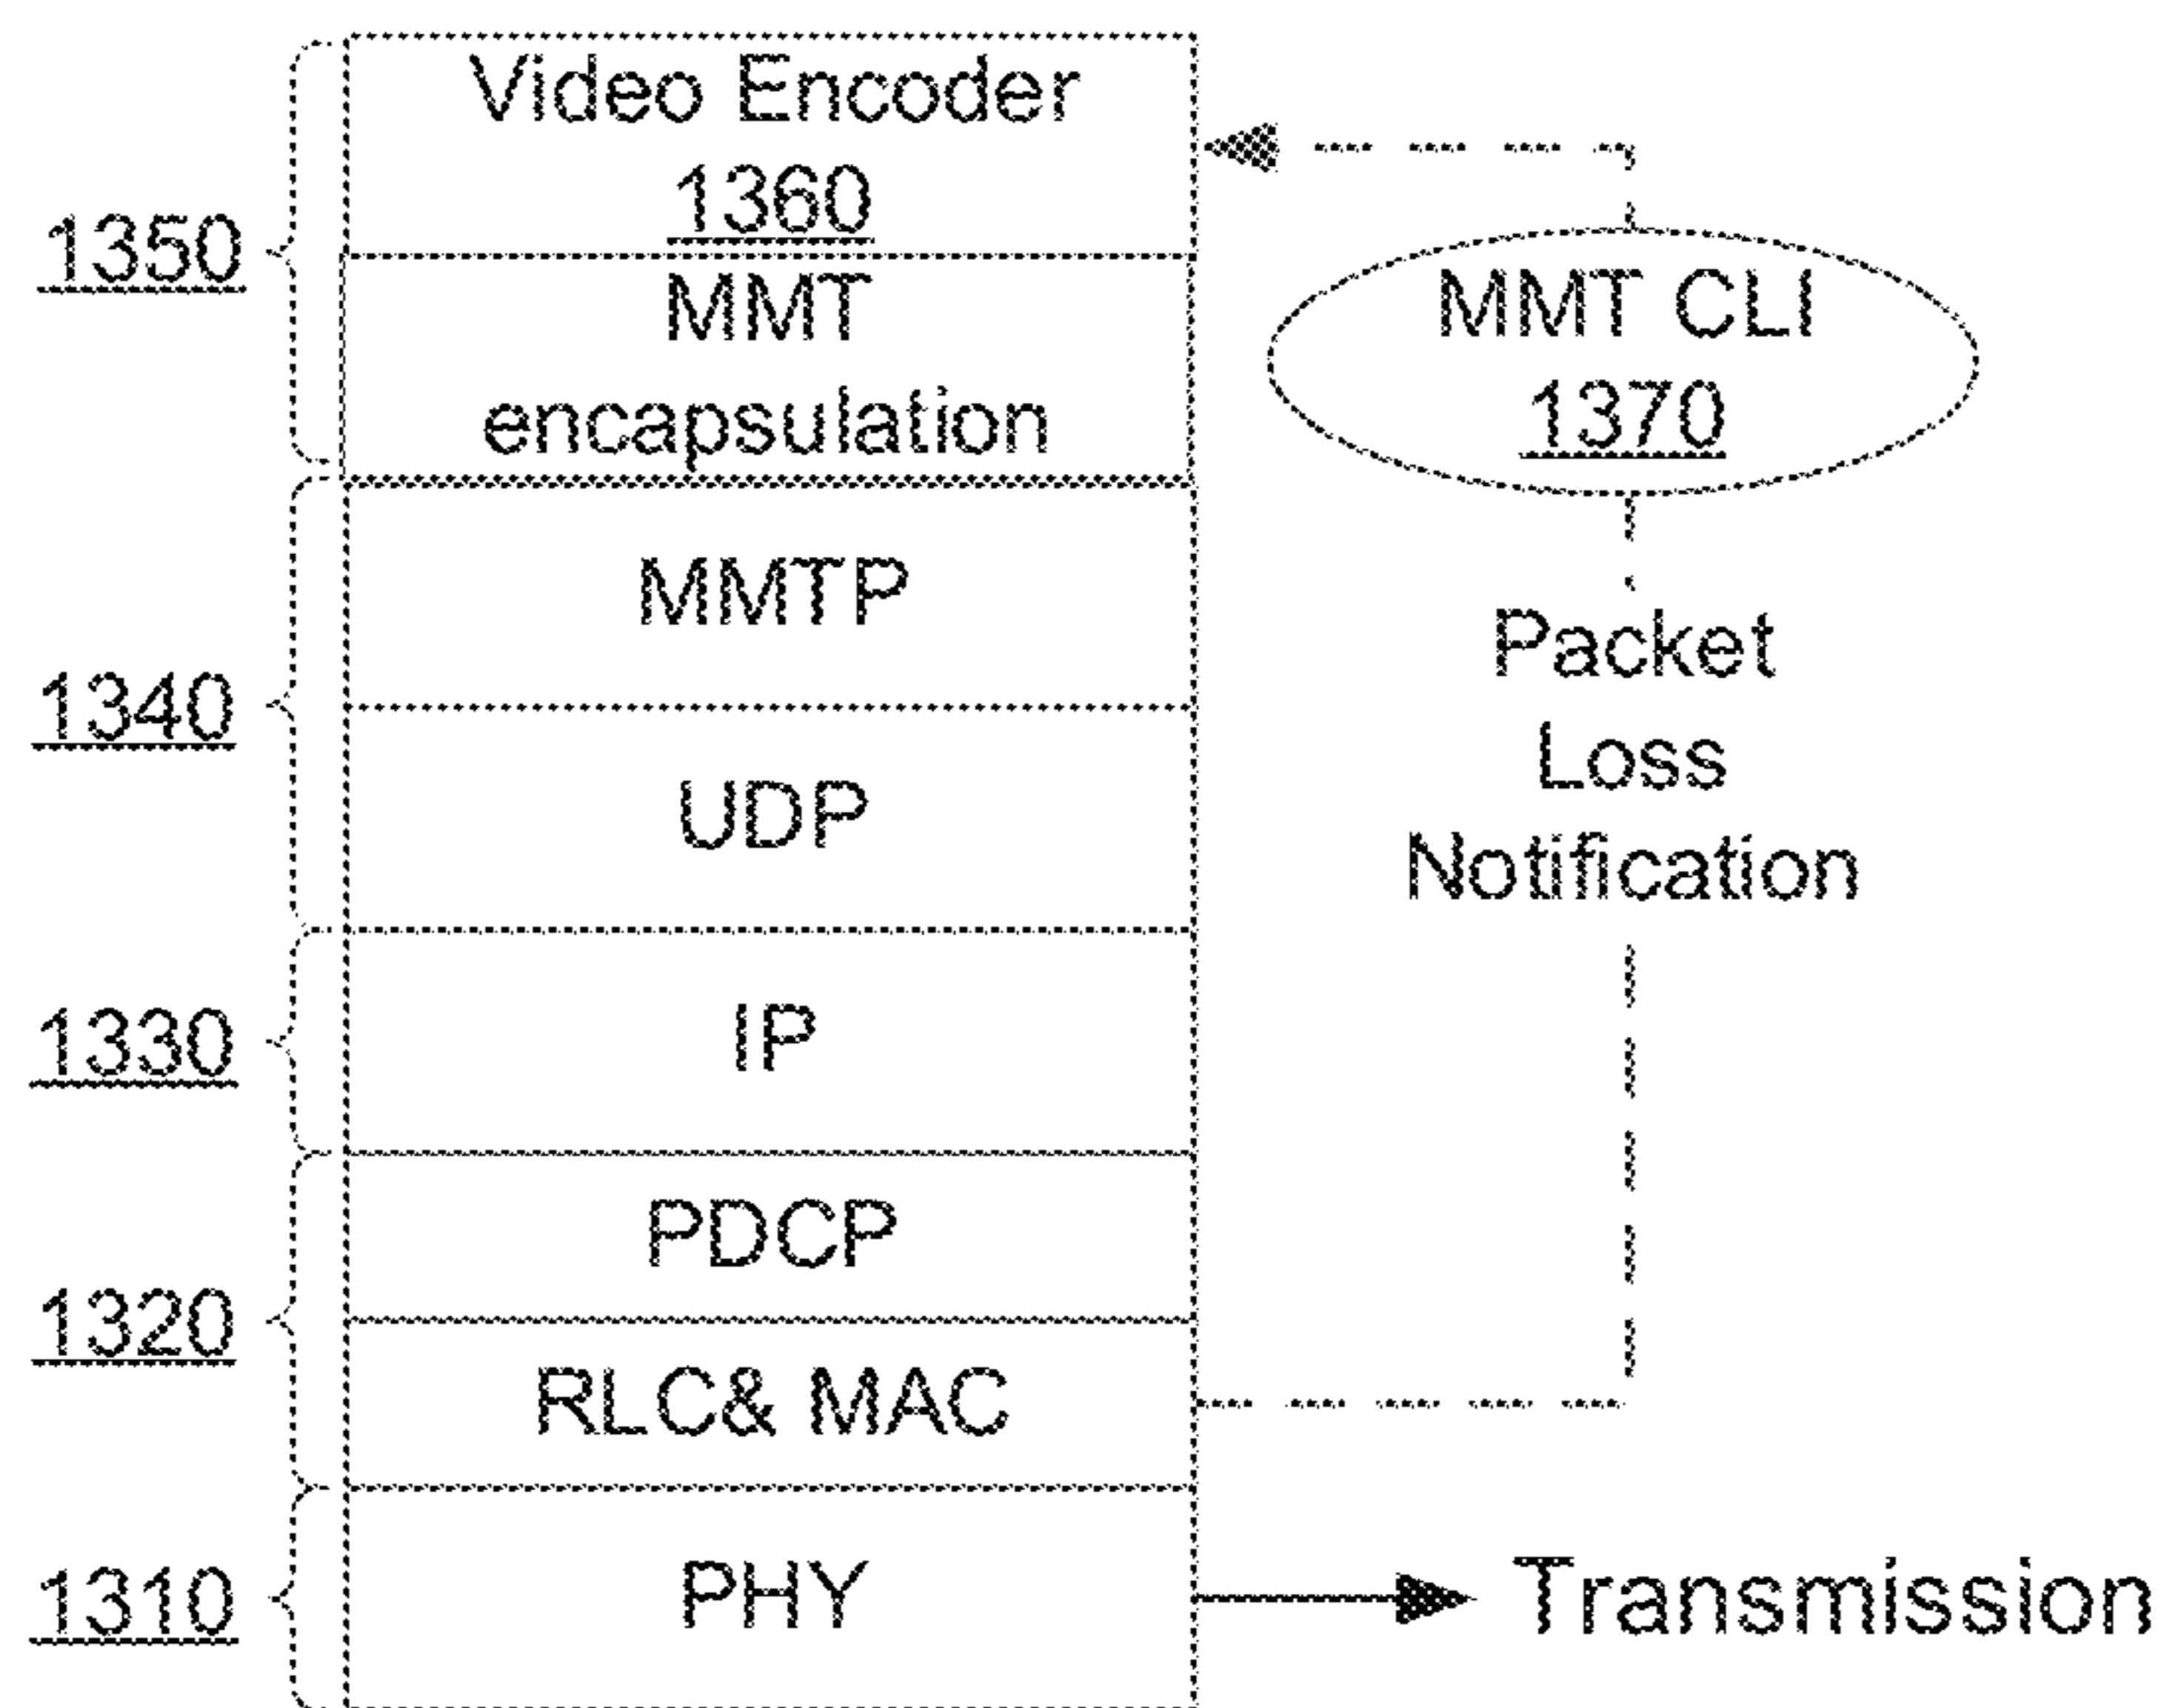 Video Encoder
1360
1350
MMT
encapsulation
MMT CLI
1370
MMTP
1340
UDP
Packet
Loss
Notification
1330
IP
PDCP
1320
RLC& MAC
1310
PHY
Transmission